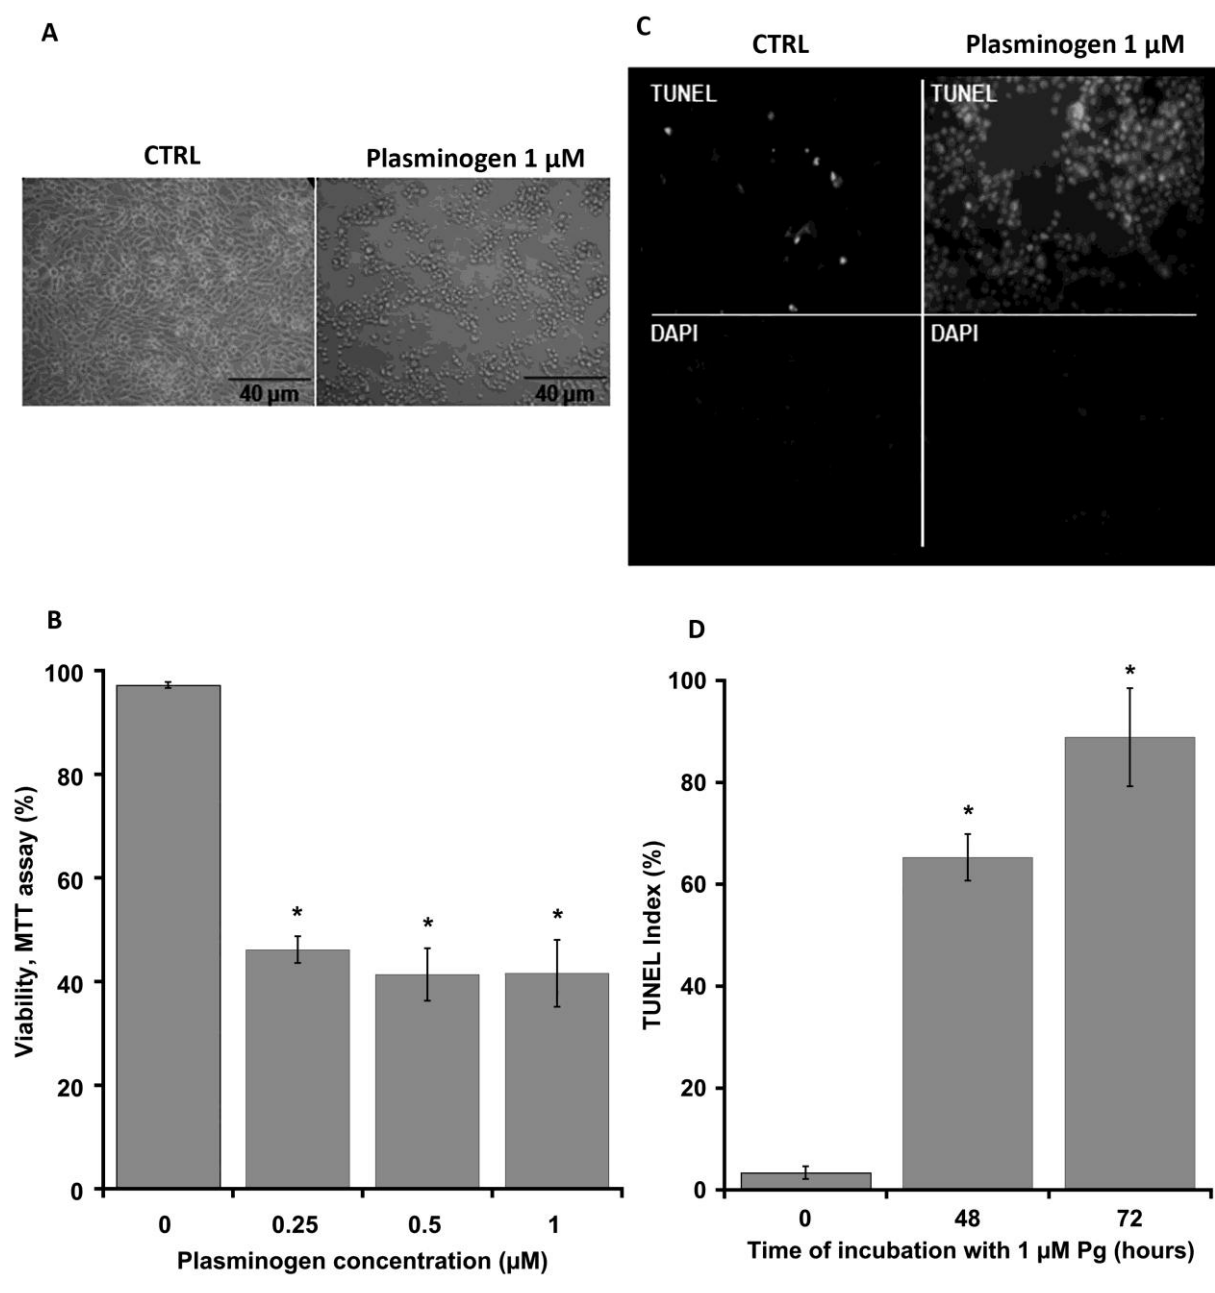 A
CTRL
Plasminogen 1 µM
40 µm
40 µm
C
CTRL
Plasminogen 1 µM
TUNEL
TUNEL
DAPI
DAPI
B
Viability, MTT assay (%)
100
80
60
40
20
0
*
*
*
0
0.25
0.5
1
Plasminogen concentration (µM)
D
TUNEL Index (%)
100
80
60
40
20
0
*
*
0
48
72
Time of incubation with 1 µM Pg (hours)